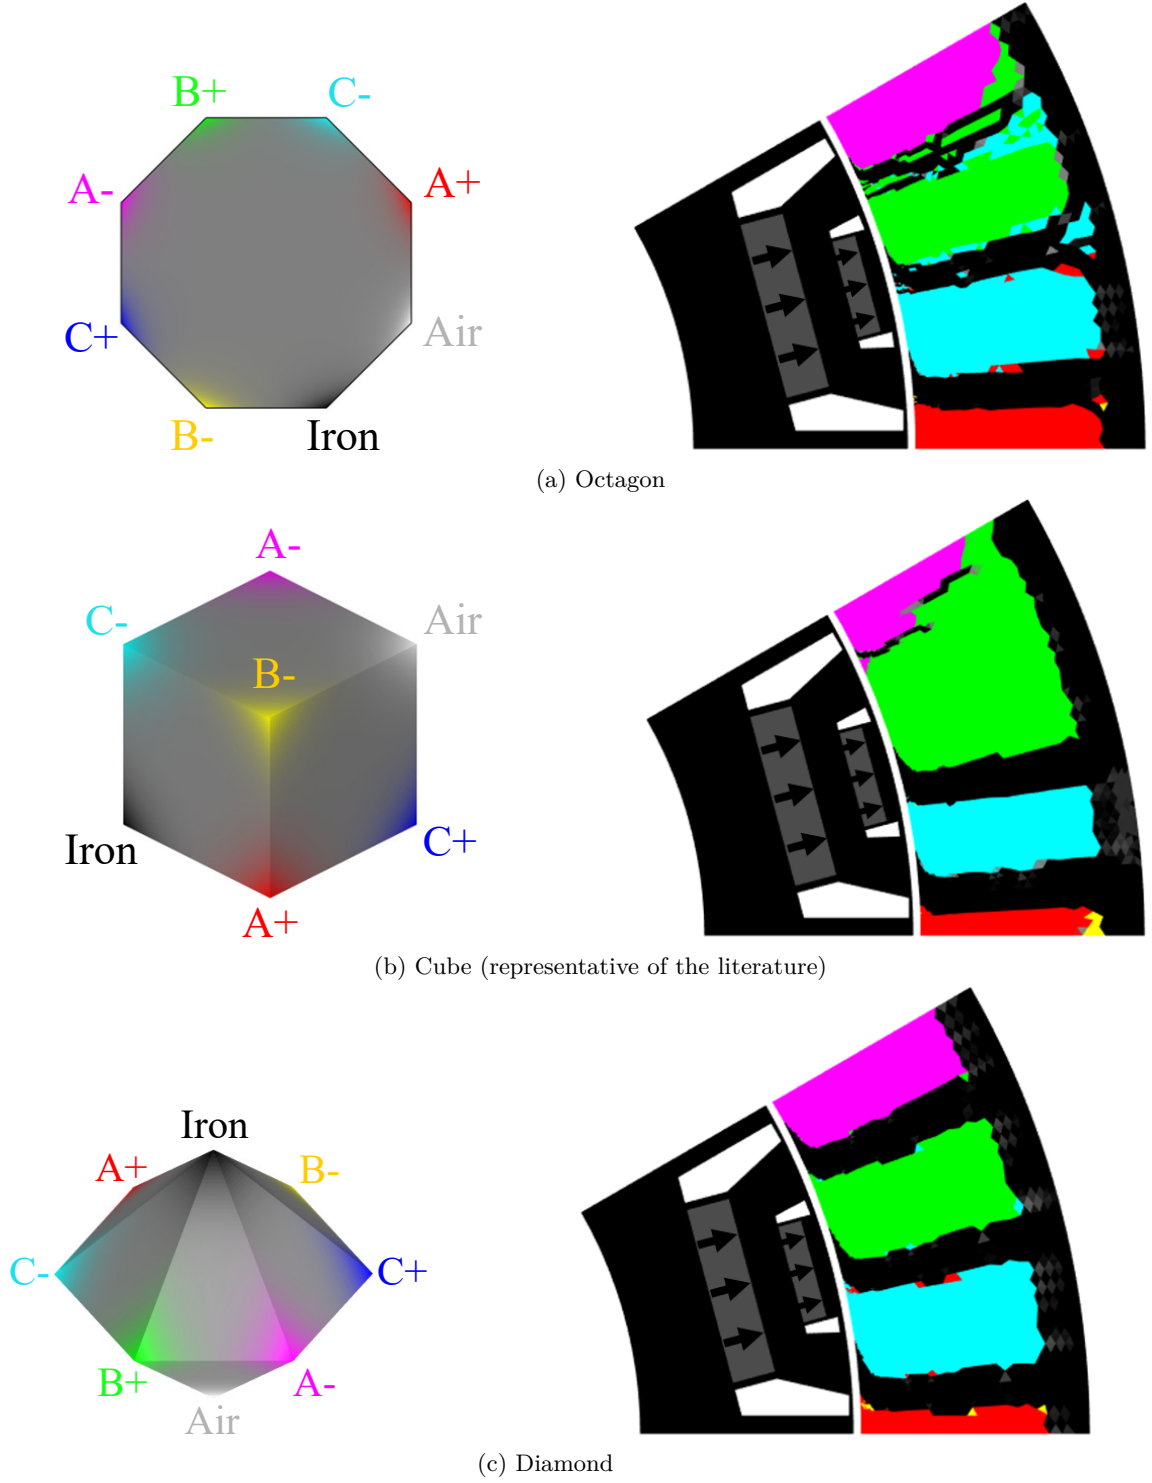 B+
C-
A-
A+
C+
Air
B-
Iron
(a) Octagon
A-
C-
Air
B-
Iron
C+
A+
(b) Cube (representative of the literature)
Iron
A+
B-
C-
C+
B+
A-
Air
(c) Diamond